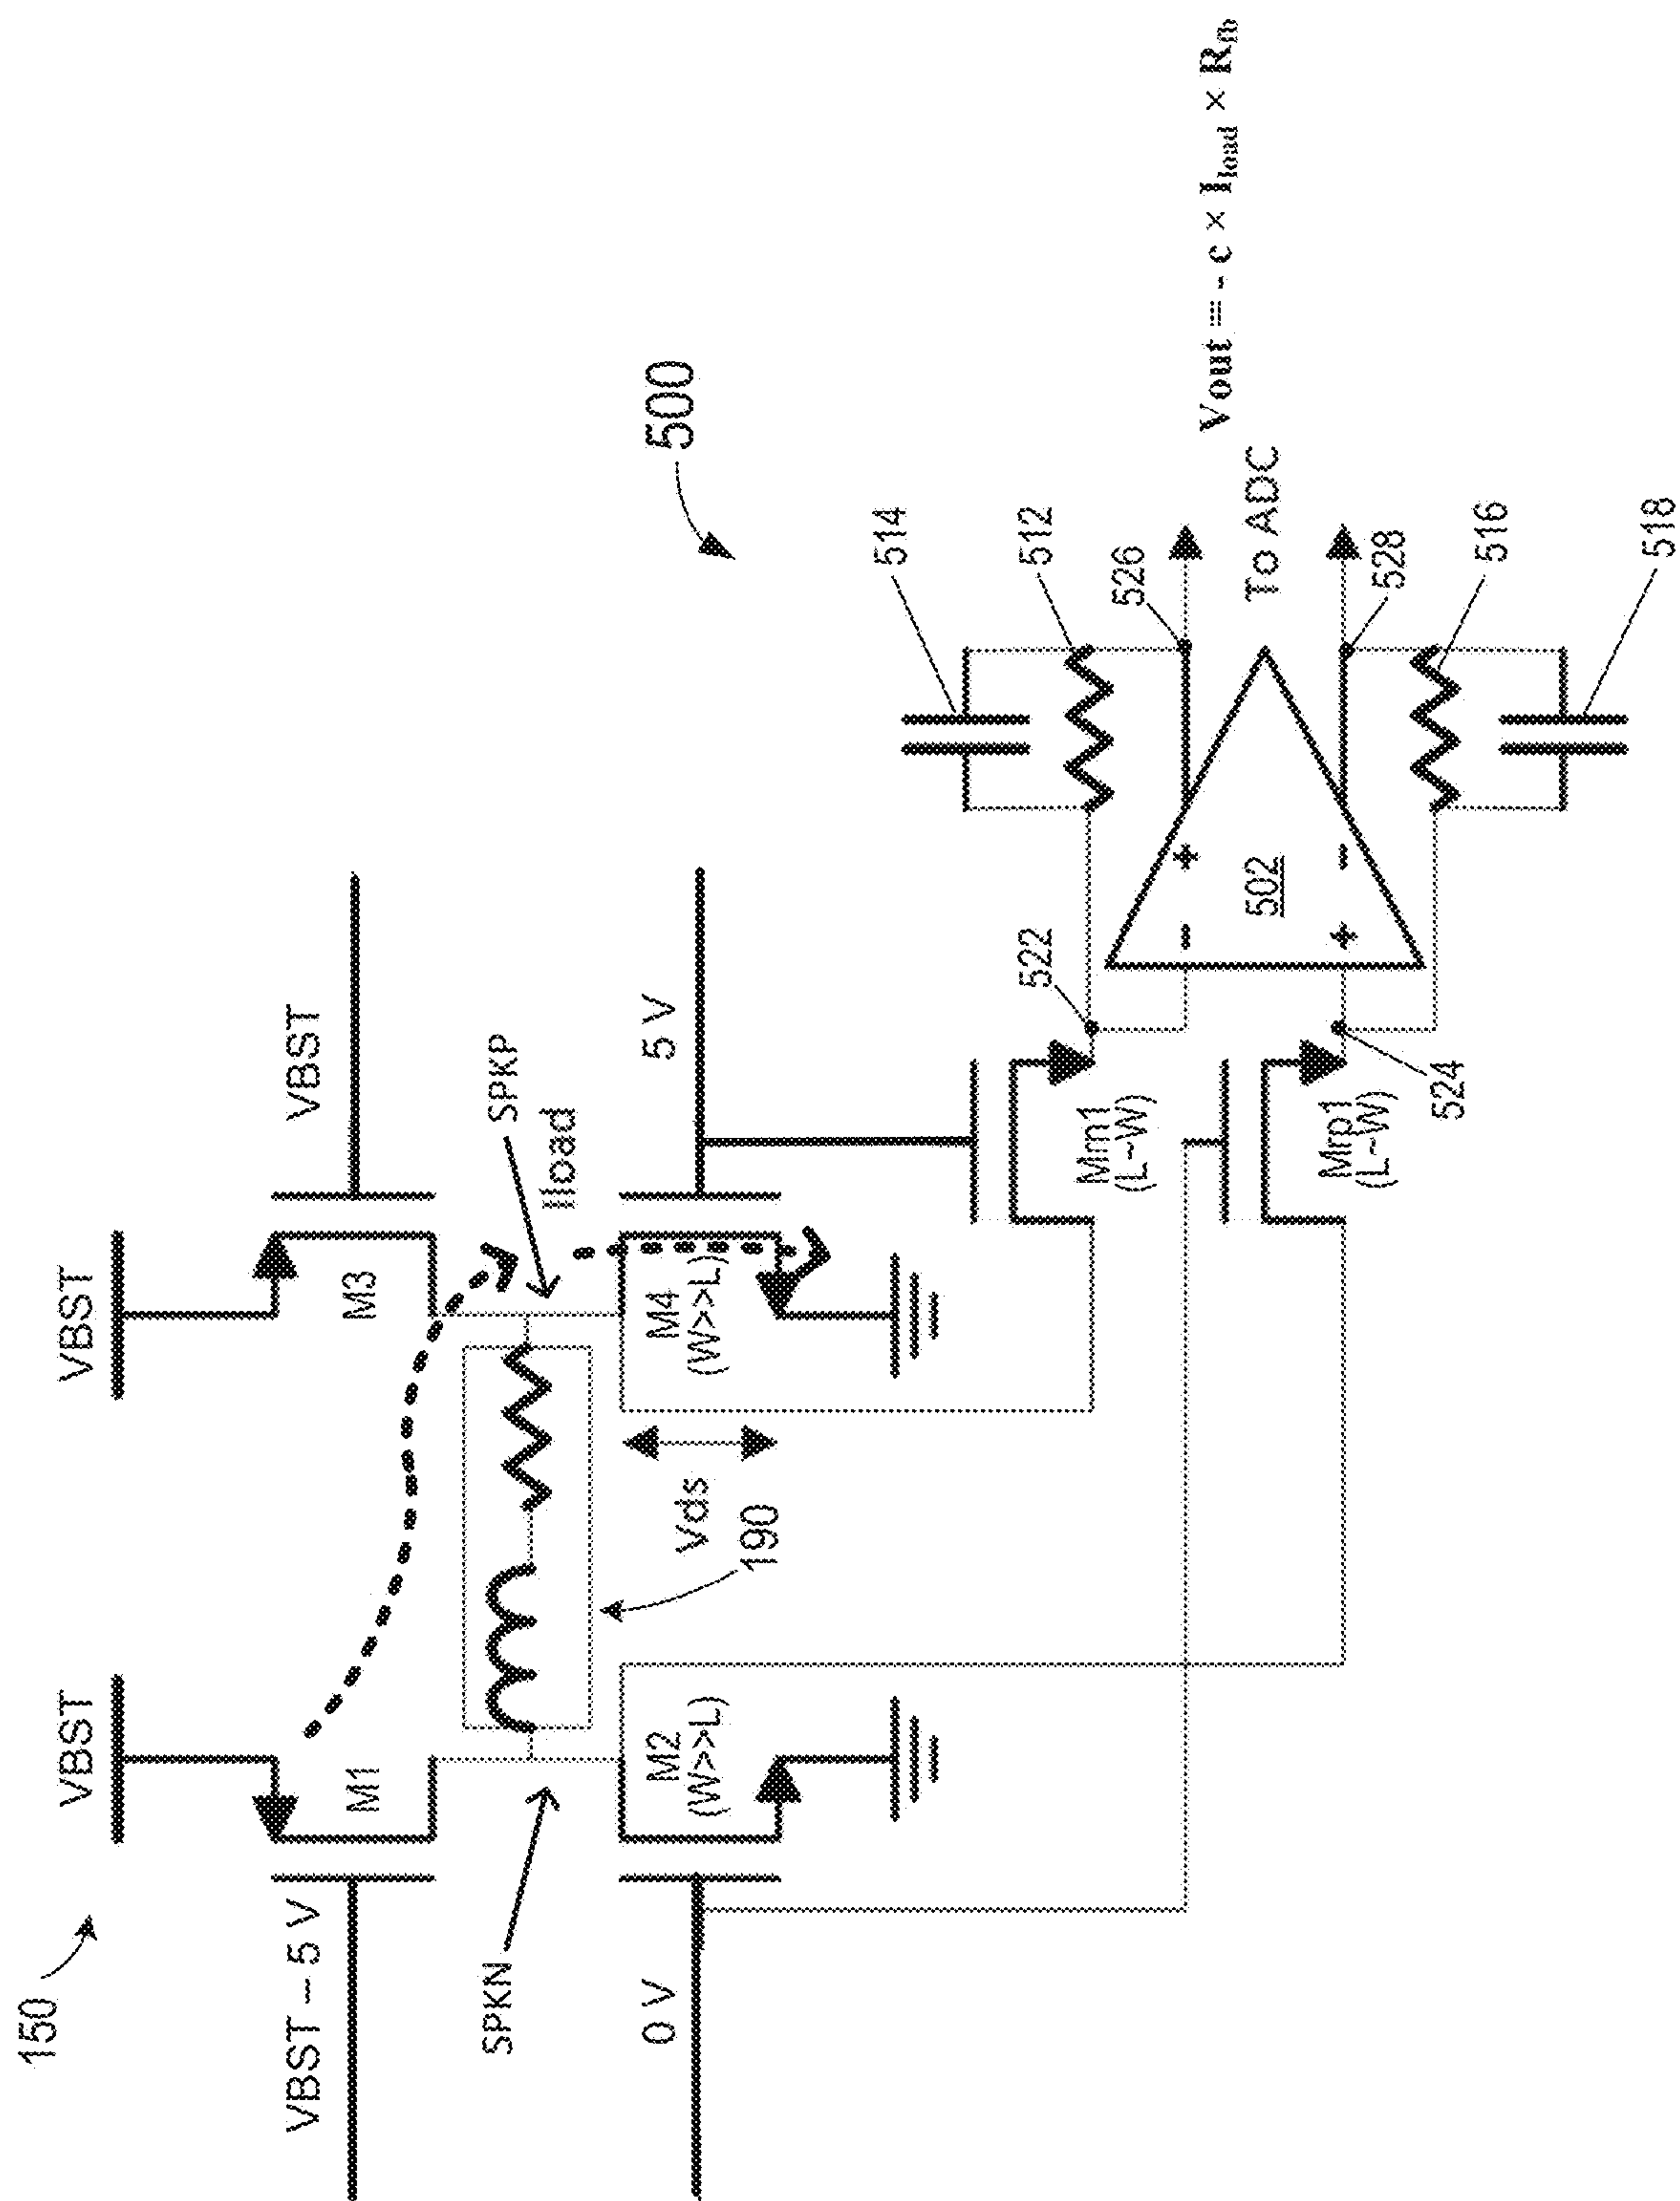 150
VBST
VBST
VBST – 5 V
M1
M3
VBST
SPKN
SPKP
Iload
0 V
M2
(W>>L)
Vds
190
M4
(W>>L)
5 V
500
514
512
522
526
Mrn1
(L~W)
-
+
502
To ADC
Vout = - c × Iload × Rfb
+
-
Mrp1
(L~W)
524
528
516
518